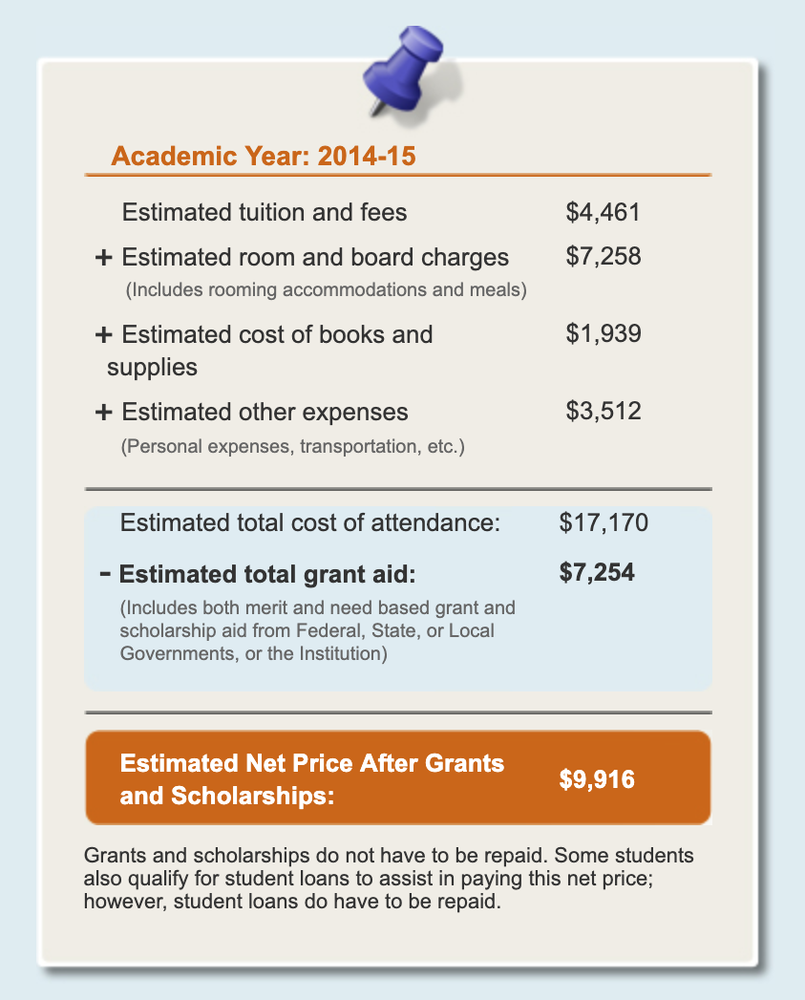 Academic Year: 2014-15
Estimated tuition and fees $4,461
+ Estimated room and board charges $7,258
(Includes rooming accommodations and meals)
+ Estimated cost of books and $1,939
supplies
+ Estimated other expenses $3,512
(Personal expenses, transportation, etc.)
Estimated total cost of attendance: $17,170
- Estimated total grant aid: $7,254
(Includes both merit and need based grant and
scholarship aid from Federal, State, or Local
Governments, or the Institution)
Estimated Net Price After Grants
and Scholarships: $9,916
Grants and scholarships do not have to be repaid. Some students
also qualify for student loans to assist in paying this net price;
however, student loans do have to be repaid.